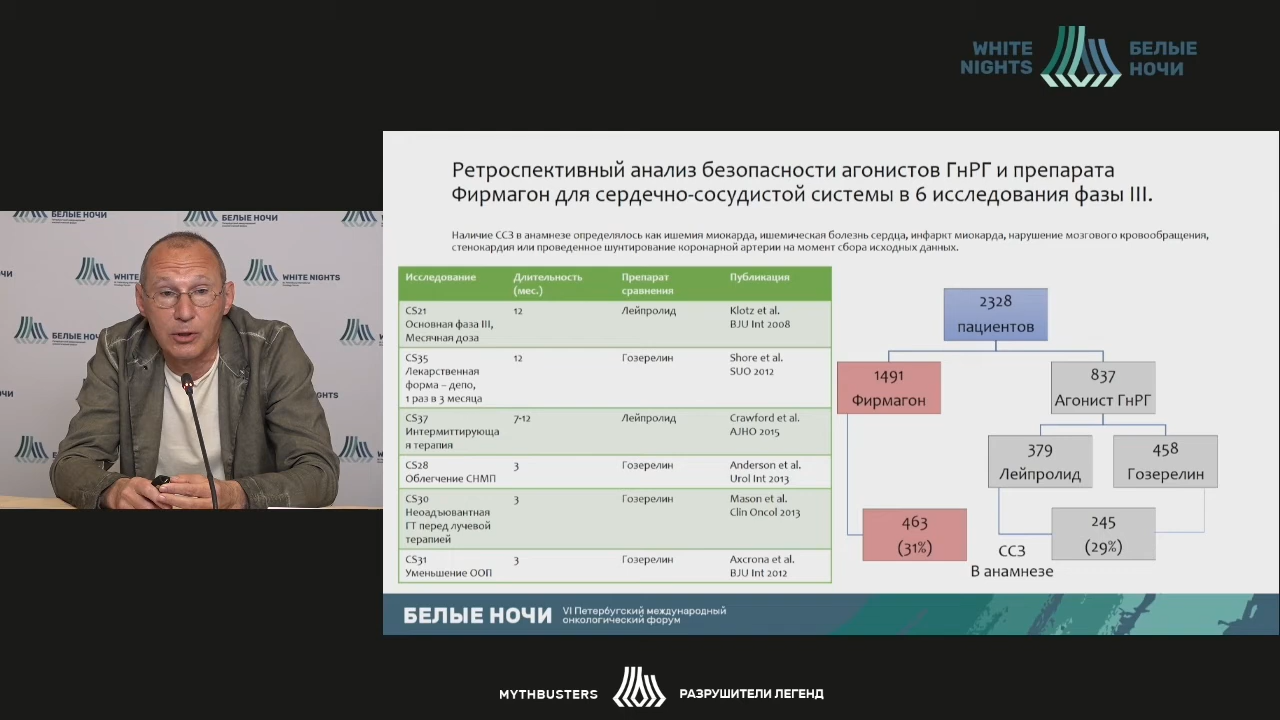 WHITE
NIGHTS
БЕЛЫЕ
НОЧИ
Ретроспективный анализ безопасности агонистов ГнРГ и препарата
Фирмагон для сердечно-сосудистой системы в 6 исследования фазы III.
Наличие ССЗ в анамнезе определялось как ишемия миокарда, ишемическая болезнь сердца, инфаркт миокарда, нарушение мозгового кровообращения,
стенокардия или проведенное шунтирование коронарной артерии на момент сбора исходных данных.
Исследование Длительность (мес.) Препарат сравнения Публикация
CS21 12 Лейпролид Klotz et al.
Основная фаза III, BJU Int 2008
Месячная доза
CS35 12 Гозерелин Shore et al.
Лекарственная SUO 2012
форма – депо,
1 раз в 3 месяца
CS37 7-12 Лейпролид Crawford et al.
Интермиттирующа AJHO 2015
я терапия
CS28 3 Гозерелин Anderson et al.
Облегчение СНМП Urol Int 2013
CS30 3 Гозерелин Mason et al.
Неоадъювантная Clin Oncol 2013
ГТ перед лучевой
терапией
CS31 3 Гозерелин Axcrona et al.
Уменьшение ООП BJU Int 2012
2328
пациентов
1491
Фирмагон
837
Агонист ГнРГ
379
Лейпролид
458
Гозерелин
463
(31%)
ССЗ
В анамнезе
245
(29%)
БЕЛЫЕ НОЧИ
WHITE NIGHTS
БЕЛЫЕ НОЧИ
БЕЛЫЕ НОЧИ
VI Петербугский международный
онкологический форум
MYTHBUSTERS
РАЗРУШИТЕЛИ ЛЕГЕНД